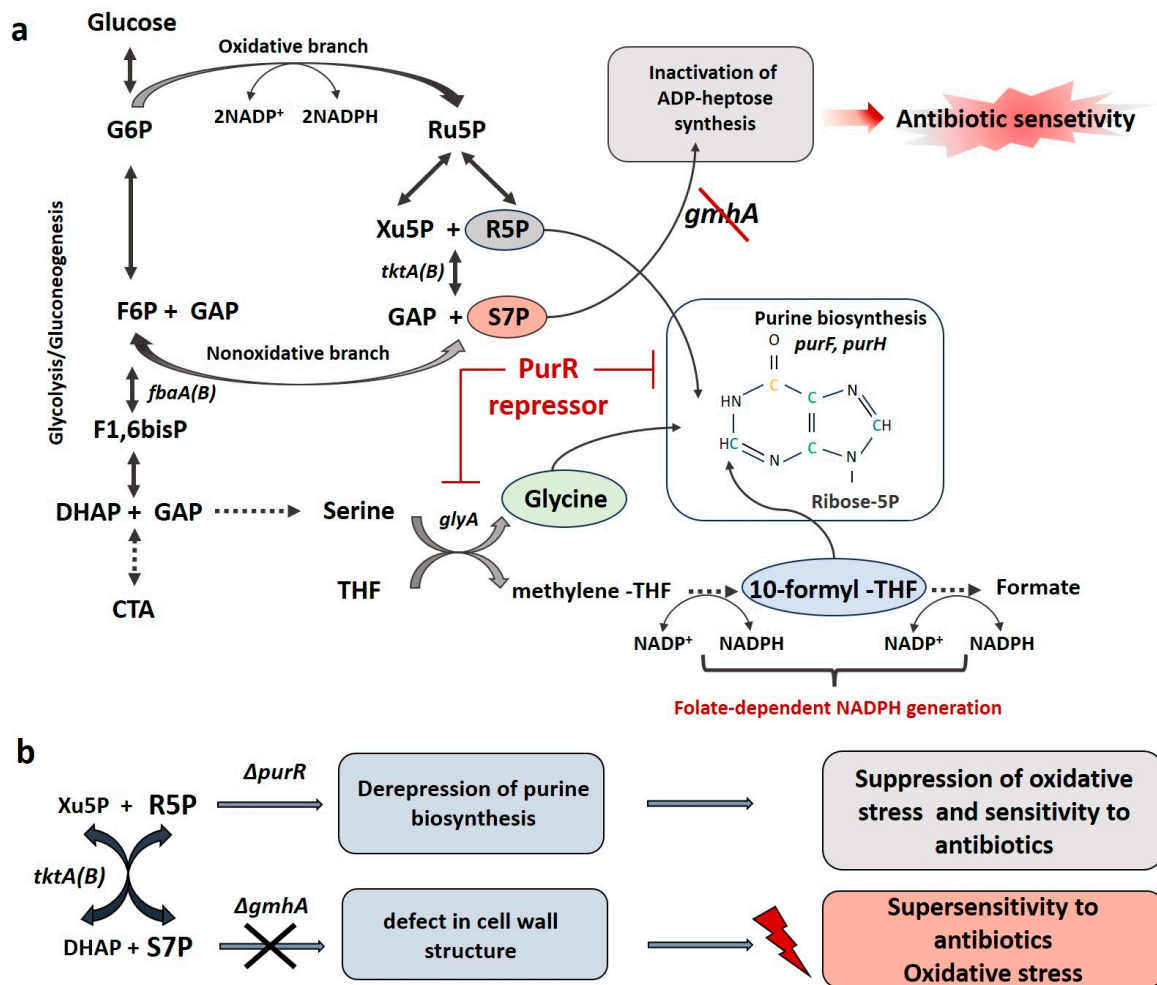 a
Glucose
Oxidative branch
2NADP⁺ 2NADPH
G6P
Ru5P
Inactivation of
ADP-heptose
synthesis
Antibiotic sensetivity
gmhA
Xu5P + R5P
tktA(B)
GAP + S7P
Glycolysis/Gluconeogenesis
F6P + GAP
Nonoxidative branch
fbaA(B)
F1,6bisP
DHAP + GAP
CTA
PurR
repressor
Purine biosynthesis
purF, purH
O
C
HN
C
N
CH
HC
C
N
N
Ribose-5P
Serine
glyA
Glycine
THF
methylene -THF
10-formyl -THF
Formate
NADP⁺ NADPH
NADP⁺ NADPH
Folate-dependent NADPH generation
b
Xu5P + R5P
tktA(B)
DHAP + S7P
ΔpurR
Derepression of purine
biosynthesis
Suppression of oxidative
stress and sensitivity to
antibiotics
ΔgmhA
defect in cell wall
structure
Supersensitivity to
antibiotics
Oxidative stress